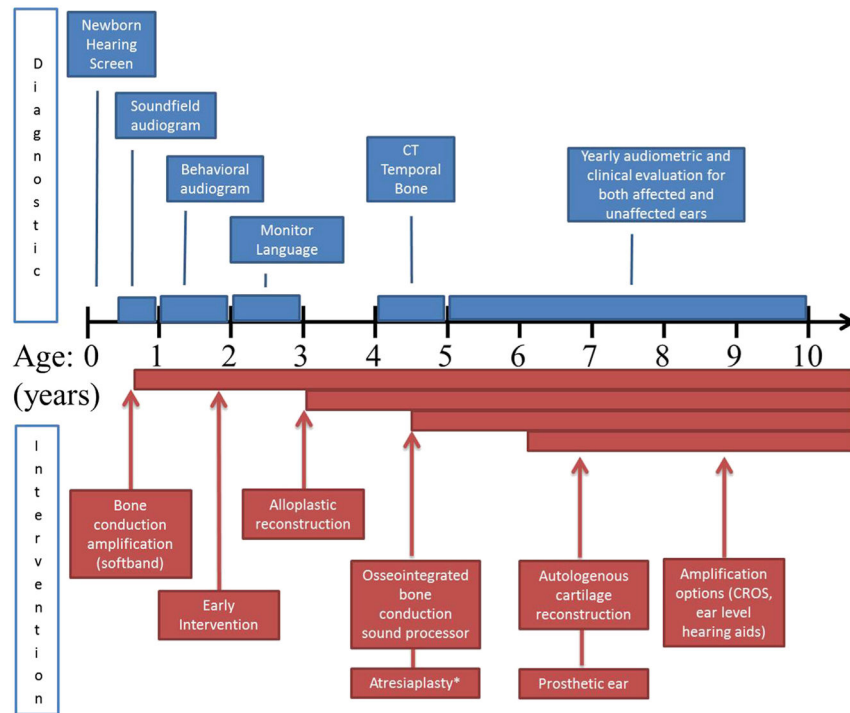 Diagnostic
Newborn
Hearing
Screen
Soundfield
audiogram
Behavioral
audiogram
Monitor
Language
CT
Temporal
Bone
Yearly audiometric and
clinical evaluation for
both affected and
unaffected ears
Age: 0 1 2 3 4 5 6 7 8 9 10
(years)
Intervention
Bone
conduction
amplification
(softband)
Early
Intervention
Alloplastic
reconstruction
Osseointegrated
bone
conduction
sound processor
Atresiaplasty*
Autologenous
cartilage
reconstruction
Prosthetic ear
Amplification
options (CROS,
ear level
hearing aids)